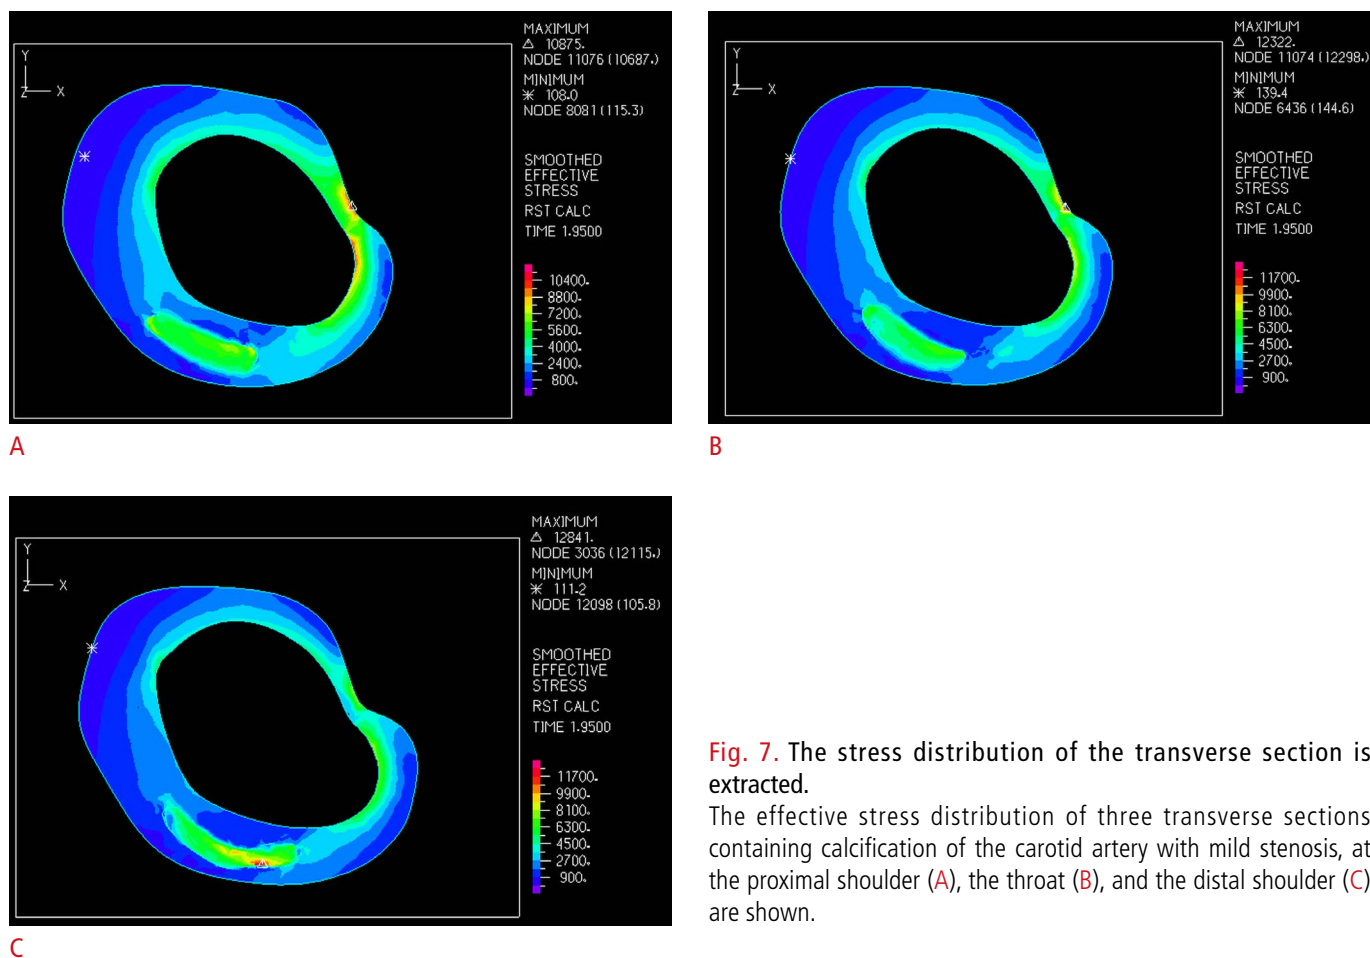 MAXIMUM
△ 10875.
NODE 11076 (10687.)
MINIMUM
✳ 108.0
NODE 8081 (115.3)
SMOOTHED
EFFECTIVE
STRESS
RST CALC
TIME 1.9500
10400.
8800.
7200.
5600.
4000.
2400.
800.
Y
Z X
A
MAXIMUM
△ 12322.
NODE 11074 (12298.)
MINIMUM
✳ 139.4
NODE 6436 (144.6)
SMOOTHED
EFFECTIVE
STRESS
RST CALC
TIME 1.9500
11700.
9900.
8100.
6300.
4500.
2700.
900.
Y
Z X
B
MAXIMUM
△ 12841.
NODE 3036 (12115.)
MINIMUM
✳ 111.2
NODE 12098 (105.8)
SMOOTHED
EFFECTIVE
STRESS
RST CALC
TIME 1.9500
11700.
9900.
8100.
6300.
4500.
2700.
900.
Y
Z X
C
Fig. 7. The stress distribution of the transverse section is
extracted.
The effective stress distribution of three transverse sections
containing calcification of the carotid artery with mild stenosis, at
the proximal shoulder (A), the throat (B), and the distal shoulder (C)
are shown.